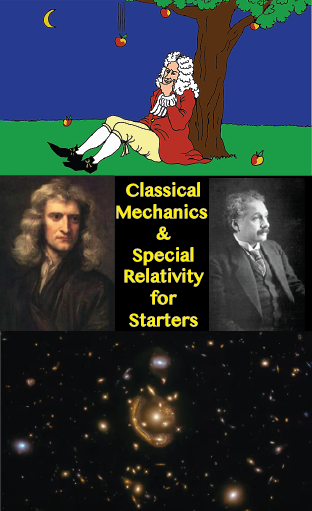 Classical
Mechanics
&
Special
Relativity
for
Starters